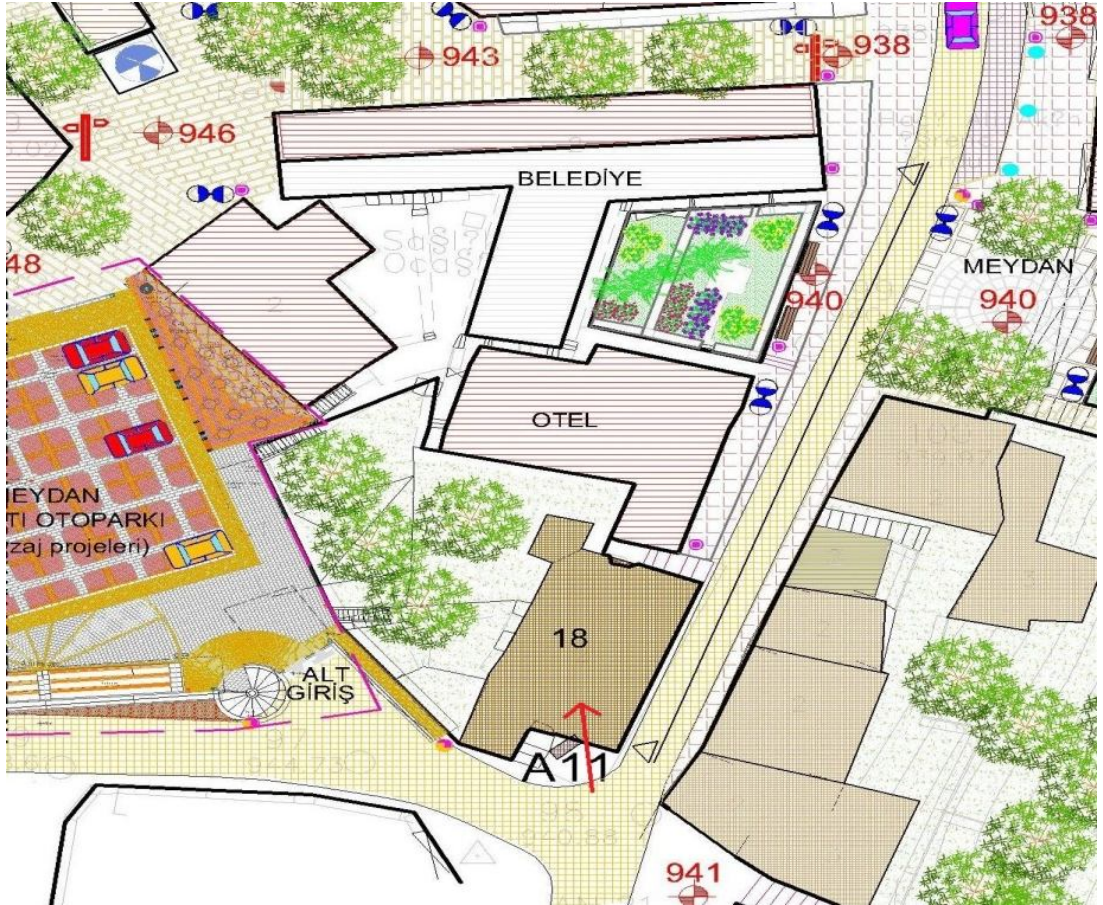 938
938
943
946
BELEDİYE
48
MEYDAN
940
940
OTEL
MEYDAN
TI OTOPARKI
zaj projeleri)
18
ALT
GİRİŞ
A11
941